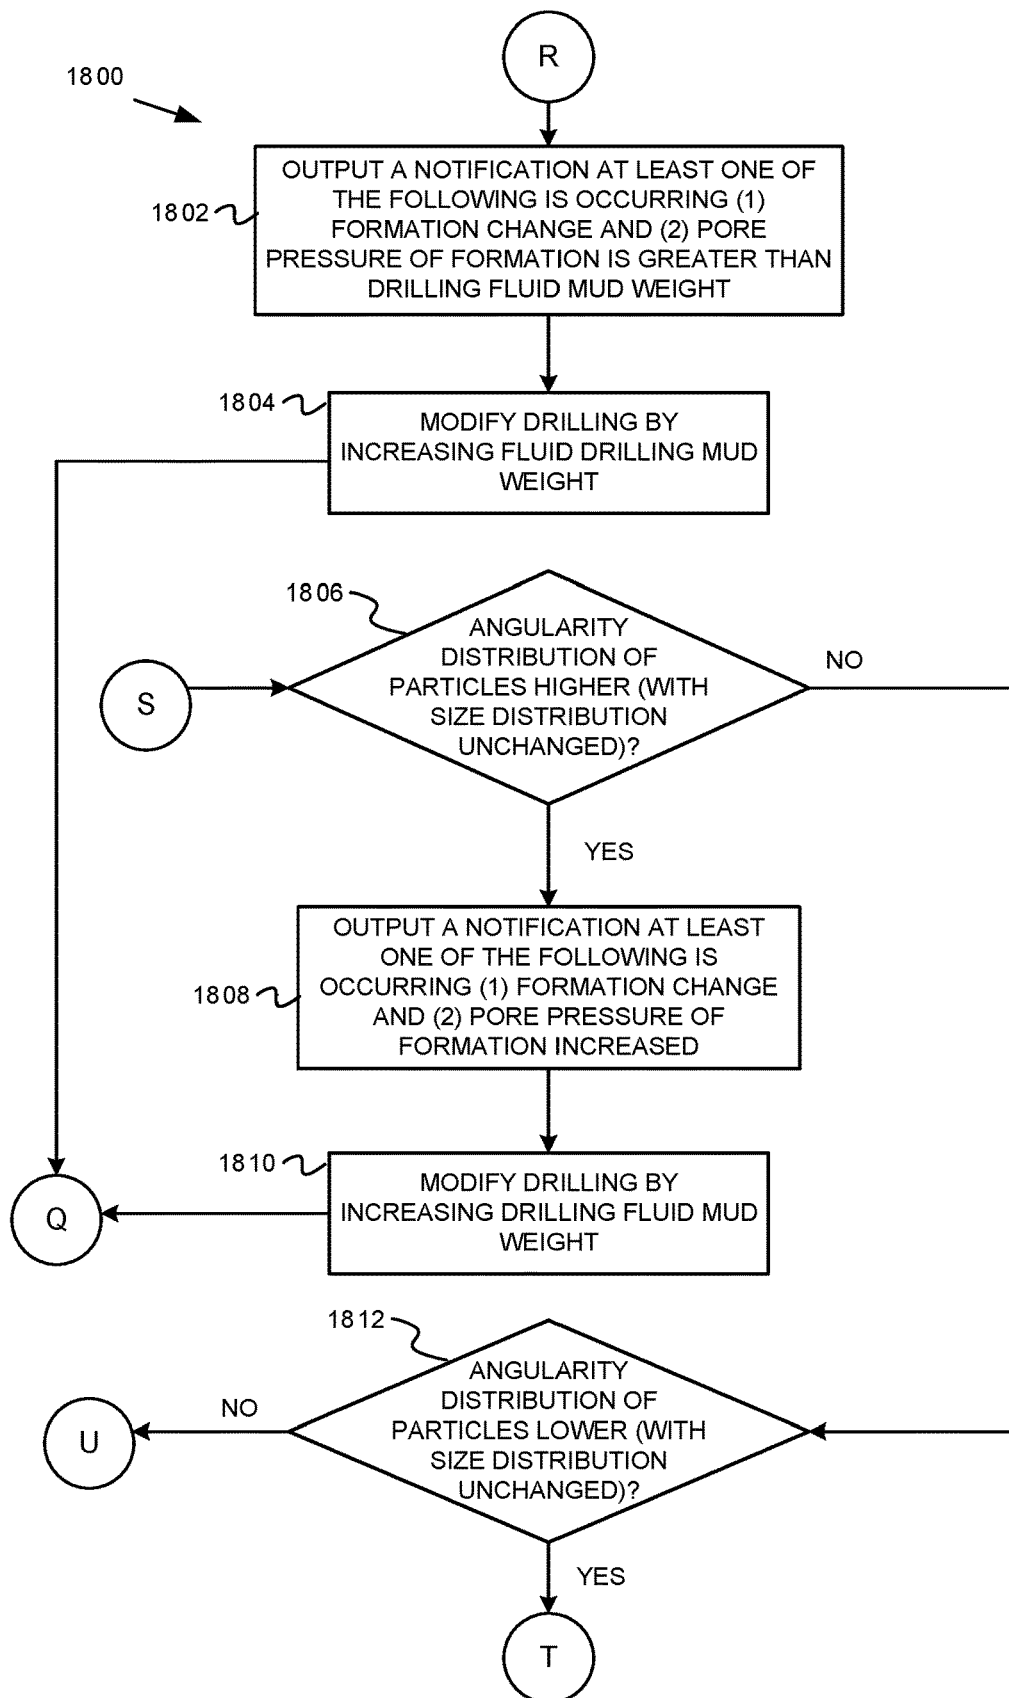 R
1800
OUTPUT A NOTIFICATION AT LEAST ONE OF
THE FOLLOWING IS OCCURRING (1)
FORMATION CHANGE AND (2) PORE
PRESSURE OF FORMATION IS GREATER THAN
DRILLING FLUID MUD WEIGHT
1802
1804
MODIFY DRILLING BY
INCREASING FLUID DRILLING MUD
WEIGHT
1806
ANGULARITY
DISTRIBUTION OF
PARTICLES HIGHER (WITH
SIZE DISTRIBUTION
UNCHANGED)?
NO
S
YES
OUTPUT A NOTIFICATION AT LEAST
ONE OF THE FOLLOWING IS
OCCURRING (1) FORMATION CHANGE
AND (2) PORE PRESSURE OF
FORMATION INCREASED
1808
1810
MODIFY DRILLING BY
INCREASING DRILLING FLUID MUD
WEIGHT
Q
1812
ANGULARITY
DISTRIBUTION OF
PARTICLES LOWER (WITH
SIZE DISTRIBUTION
UNCHANGED)?
NO
U
YES
T